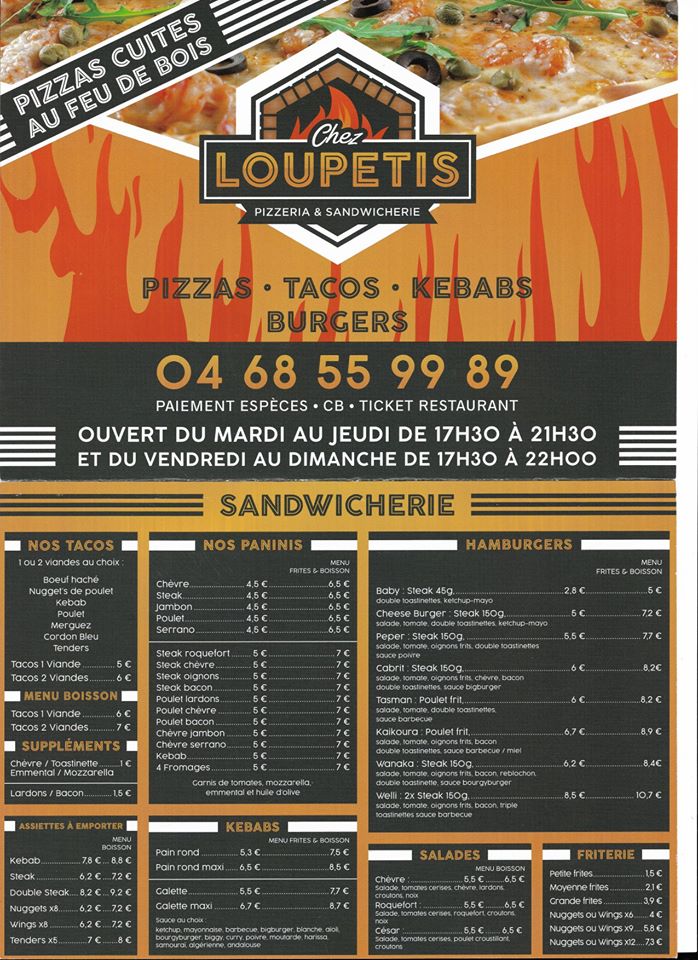 PIZZAS CUITES
AU FEU DE BOIS
Chez
LOUPETIS
PIZZERIA & SANDWICHERIE
PIZZAS • TACOS • KEBABS
BURGERS
04 68 55 99 89
PAIEMENT ESPÈCES • CB • TICKET RESTAURANT
OUVERT DU MARDI AU JEUDI DE 17H30 À 21H30
ET DU VENDREDI AU DIMANCHE DE 17H30 À 22H00
SANDWICHERIE
NOS TACOS
1 ou 2 viandes au choix :
Boeuf haché
Nugget's de poulet
Kebab
Poulet
Merguez
Cordon Bleu
Tenders
Tacos 1 Viande 5 €
Tacos 2 Viandes 6 €
MENU BOISSON
Tacos 1 Viande 6 €
Tacos 2 Viandes 7 €
SUPPLÉMENTS
Chévre / Toastinette 1 €
Emmental / Mozzarella
Lardons / Bacon 1,5 €
ASSIETTES À EMPORTER
MENU
BOISSON
Kebab 7,8 € 8,8 €
Steak 6,2 € 7,2 €
Double Steak 8,2 € 9,2 €
Nuggets x8 6,2 € 7,2 €
Wings x8 6,2 € 7,2 €
Tenders x5 7 € 8 €
NOS PANINIS
MENU
FRITES & BOISSON
Chévre 4,5 € 6,5 €
Steak 4,5 € 6,5 €
Jambon 4,5 € 6,5 €
Poulet 4,5 € 6,5 €
Serrano 4,5 € 6,5 €
Steak roquefort 5 € 7 €
Steak chèvre 5 € 7 €
Steak oignons 5 € 7 €
Steak bacon 5 € 7 €
Poulet lardons 5 € 7 €
Poulet chèvre 5 € 7 €
Poulet bacon 5 € 7 €
Chèvre jambon 5 € 7 €
Chèvre serrano 5 € 7 €
Kebab 5 € 7 €
4 Fromages 5 € 7 €
Garnis de tomates, mozzarella,
emmental et huile d'olive
KEBABS
MENU FRITES & BOISSON
Pain rond 5,3 € 7,5 €
Pain rond maxi 6,5 € 8,5 €
Galette 5,5 € 7,7 €
Galette maxi 6,7 € 8,7 €
Sauce au choix :
ketchup, mayonnaise, barbecue, bigburger, blanche, aïoli,
bourgyburger, biggy, curry, poivre, moutarde, harissa,
samouraï, algérienne, andalouse
HAMBURGERS
MENU
FRITES & BOISSON
Baby : Steak 45g, 2,8 € 5 €
double toastinettes, ketchup-mayo
Cheese Burger : Steak 150g, 5 € 7,2 €
salade, tomate, double toastinettes, ketchup-mayo
Peper : Steak 150g, 5,5 € 7,7 €
salade, tomate, oignons frits, double toastinettes
sauce poivre
Cabrit : Steak 150g, 6 € 8,2€
salade, tomate, oignons frits, chèvre, bacon
double toastinettes, sauce bigburger
Tasman : Poulet frit, 6 € 8,2 €
salade, tomate, double toastinettes,
sauce barbecue
Kaikoura : Poulet frit, 6,7 € 8,9 €
salade, tomate, oignons frits, bacon
double toastinettes, sauce barbecue / miel
Wanaka : Steak 150g, 6,2 € 8,4€
salade, tomate, oignons frits, bacon, reblochon,
double toastinette, sauce bourgyburger
Welli : 2x Steak 150g, 8,5 € 10,7 €
salade, tomate, oignons frits, bacon, triple
toastinettes sauce barbecue
SALADES
MENU BOISSON
Chèvre : 5,5 € 6,5 €
Salade, tomates cerises, chèvre, lardons,
croutons, noix
Roquefort : 5,5 € 6,5 €
Salade, tomates cerises, roquefort, croutons,
noix
César : 5,5 € 6,5 €
Salade, tomates cerises, poulet croustillant,
croutons
FRITERIE
Petite frites 1,5 €
Moyenne frites 2,1 €
Grande frites 3,9 €
Nuggets ou Wings x6 4 €
Nuggets ou Wings x9 5,8 €
Nuggets ou Wings x12 7,3 €